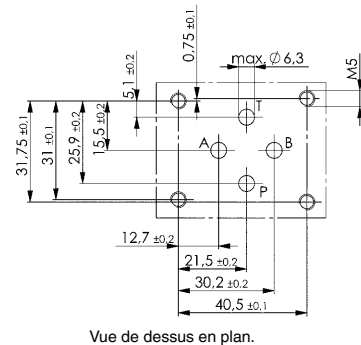 5,1 ±0,2
0,75 ±0,1
max. Ø 6,3
M5
T
A
B
P
31,75 ±0,1
31 ±0,1
25,9 ±0,2
15,5 ±0,2
12,7 ±0,2
21,5 ±0,2
30,2 ±0,2
40,5 ±0,1
Vue de dessus en plan.